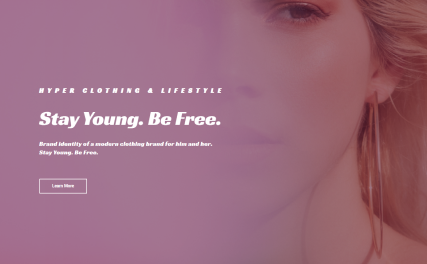 HYPER CLOTHING & LIFESTYLE
Stay Young. Be Free.
Brand identity of a modern clothing brand for him and her.
Stay Young. Be Free.
Learn More